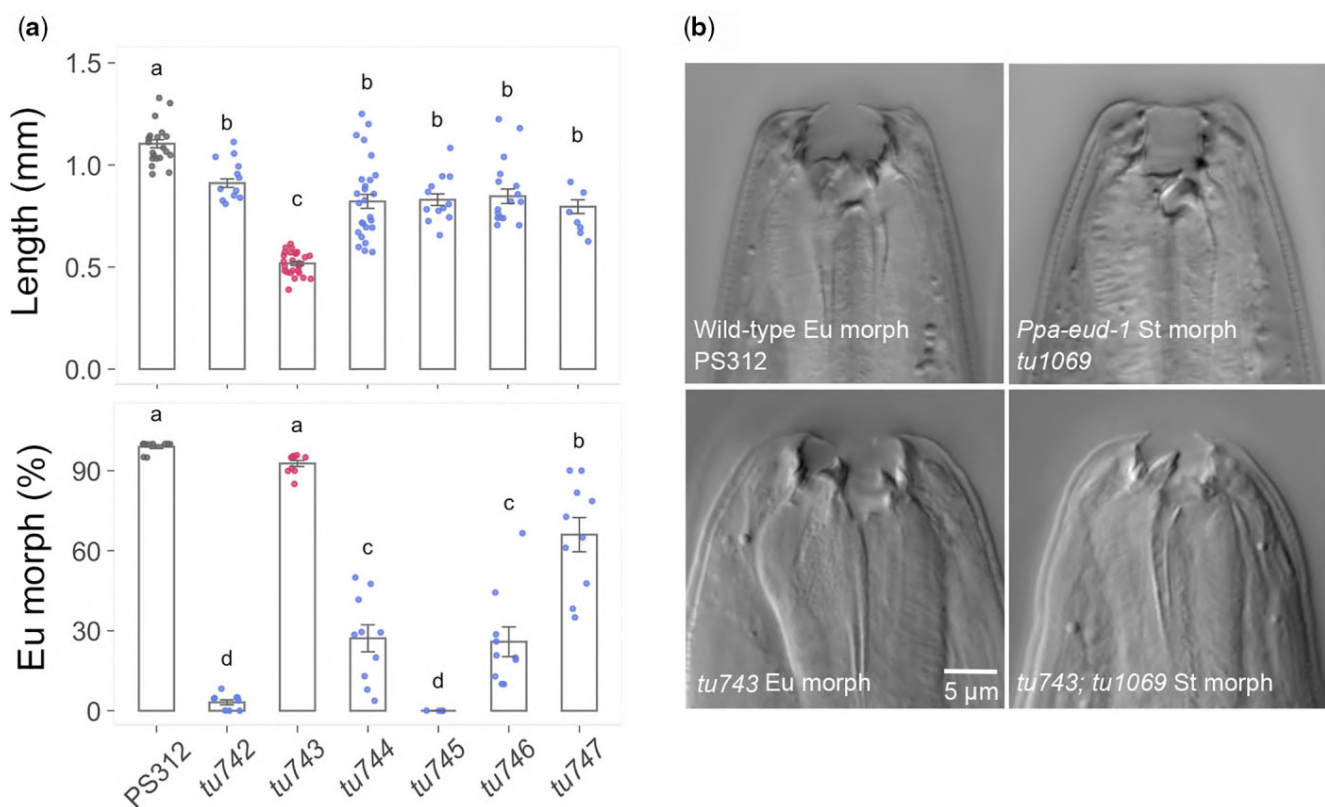 (a)
Length (mm)
1.5
1.0
0.5
0.0
a
b
c
b
b
b
b
Eu morph (%)
90
60
30
0
a
d
a
c
d
c
b
PS312
tu742
tu743
tu744
tu745
tu746
tu747
(b)
Wild-type Eu morph
PS312
Ppa-eud-1 St morph
tu1069
tu743 Eu morph
5 µm
tu743; tu1069 St morph